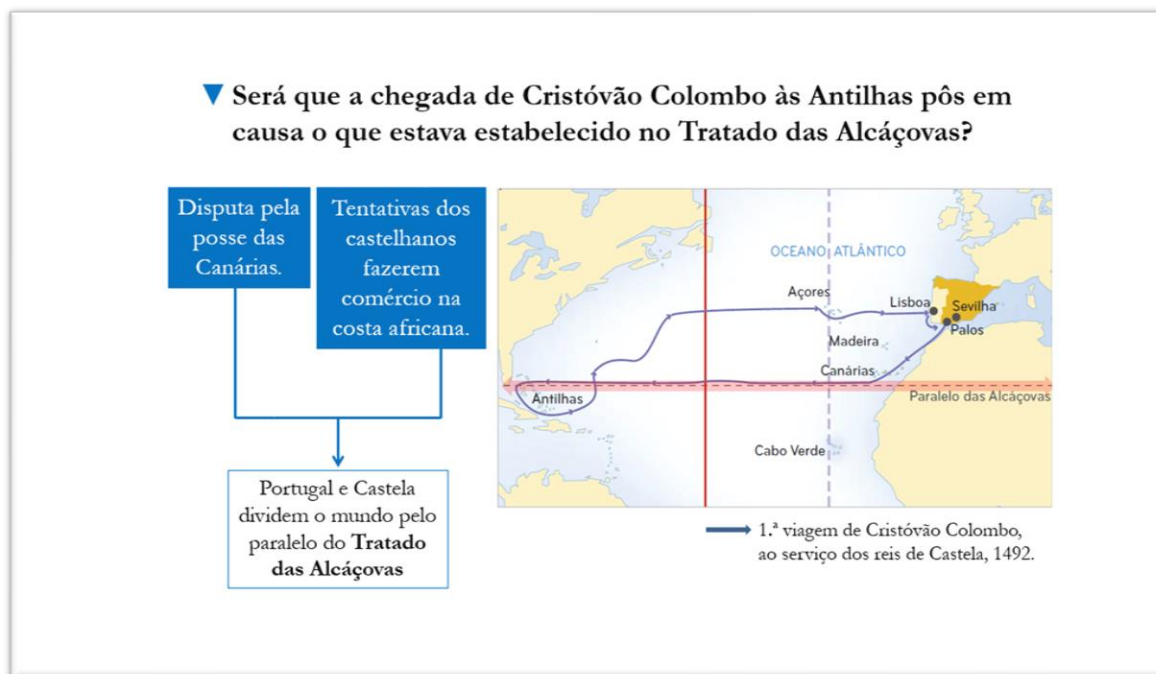 ▼ Será que a chegada de Cristóvão Colombo às Antilhas pôs em
causa o que estava estabelecido no Tratado das Alcáçovas?
Disputa pela
posse das
Canárias.
Tentativas dos
castelhanos
fazerem
comércio na
costa africana.
Portugal e Castela
dividem o mundo pelo
paralelo do Tratado
das Alcáçovas
OCEANO ATLÂNTICO
Açores
Lisboa
Sevilha
Palos
Madeira
Canárias
Antilhas
Paralelo das Alcáçovas
Cabo Verde
1.ª viagem de Cristóvão Colombo,
ao serviço dos reis de Castela, 1492.